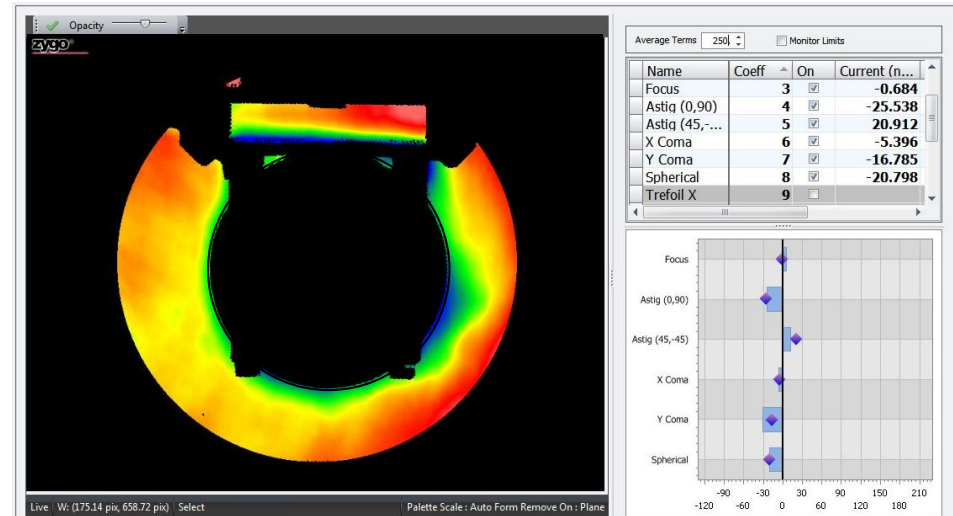 Opacity
zygo
Live W: (175.14 pix, 658.72 pix) Select Palette Scale : Auto Form Remove On : Plane
Average Terms 250 Monitor Limits
Name Coeff On Current (n...
Focus 3 -0.684
Astig (0,90) 4 -25.538
Astig (45,-... 5 20.912
X Coma 6 -5.396
Y Coma 7 -16.785
Spherical 8 -20.798
Trefoil X 9
Focus
Astig (0,90)
Astig (45,-45)
X Coma
Y Coma
Spherical
-90 -30 30 90 150 210
-120 -60 0 60 120 180